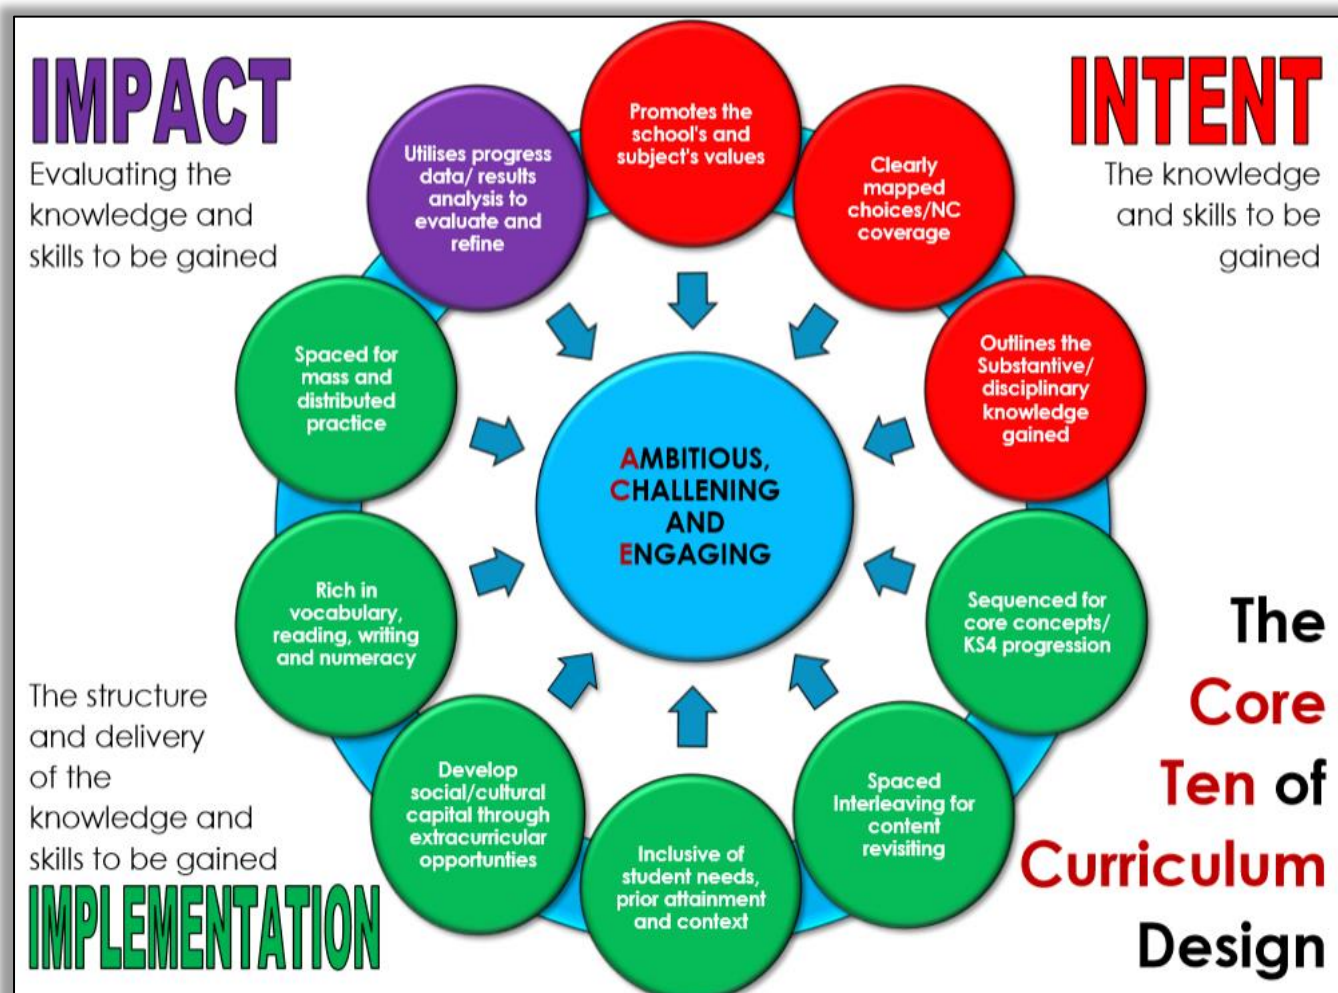 IMPACT
Evaluating the
knowledge and
skills to be gained
INTENT
The knowledge
and skills to be
gained
Promotes the
school's and
subject's values
Clearly
mapped
choices/NC
coverage
Outlines the
Substantive/
disciplinary
knowledge
gained
Sequenced for
core concepts/
KS4 progression
Spaced
Interleaving for
content
revisiting
Inclusive of
student needs,
prior attainment
and context
Develop
social/cultural
capital through
extracurricular
opportunties
Rich in
vocabulary,
reading, writing
and numeracy
Spaced for
mass and
distributed
practice
Utilises progress
data/ results
analysis to
evaluate and
refine
AMBITIOUS,
CHALLENING
AND
ENGAGING
The structure
and delivery
of the
knowledge and
skills to be gained
IMPLEMENTATION
The
Core
Ten of
Curriculum
Design